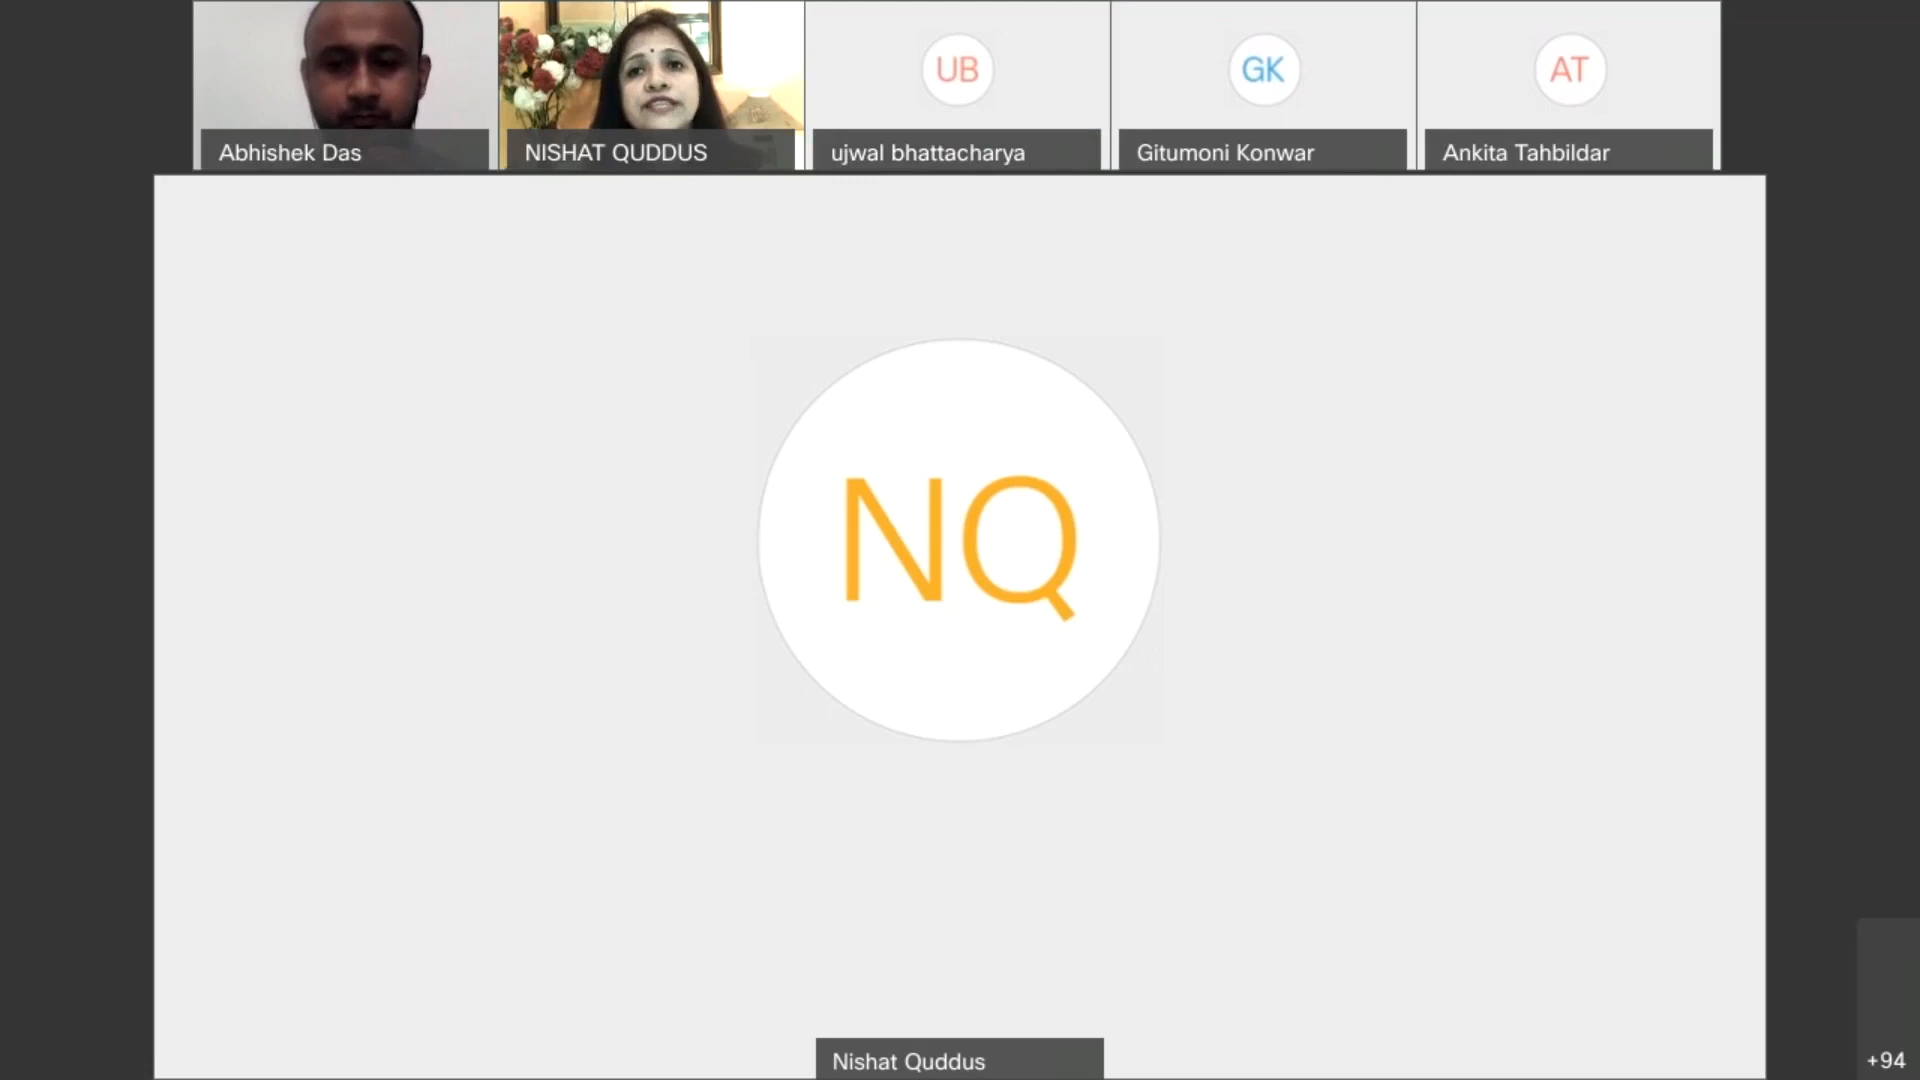 UB
GK
AT
Abhishek Das
NISHAT QUDDUS
ujwal bhattacharya
Gitumoni Konwar
Ankita Tahbildar
NQ
Nishat Quddus
+94